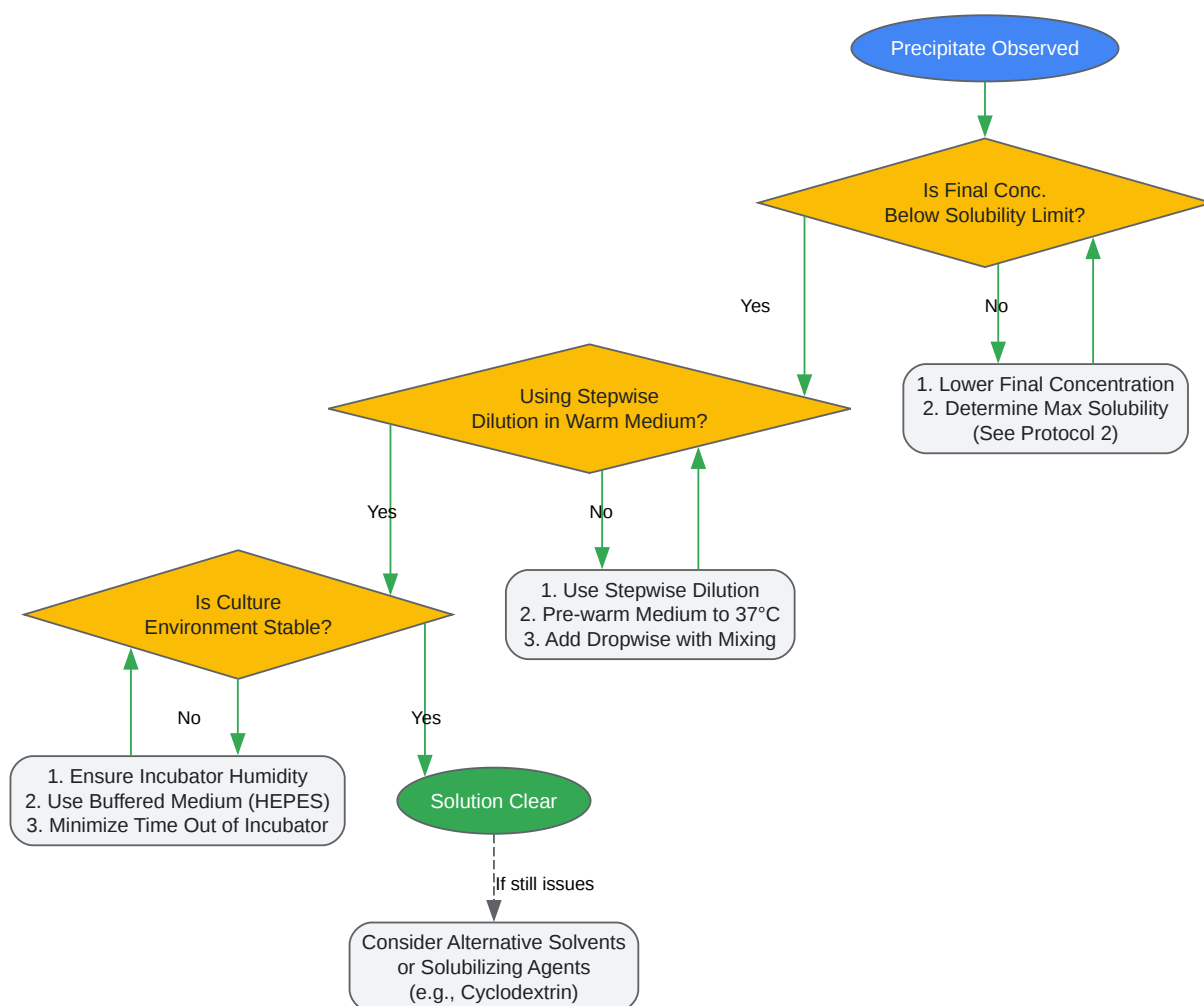 Precipitate Observed
Is Final Conc.
Below Solubility Limit?
Yes
No
1. Lower Final Concentration
2. Determine Max Solubility
(See Protocol 2)
Using Stepwise
Dilution in Warm Medium?
Yes
No
1. Use Stepwise Dilution
2. Pre-warm Medium to 37°C
3. Add Dropwise with Mixing
Is Culture
Environment Stable?
No
Yes
1. Ensure Incubator Humidity
2. Use Buffered Medium (HEPES)
3. Minimize Time Out of Incubator
Solution Clear
If still issues
Consider Alternative Solvents
or Solubilizing Agents
(e.g., Cyclodextrin)